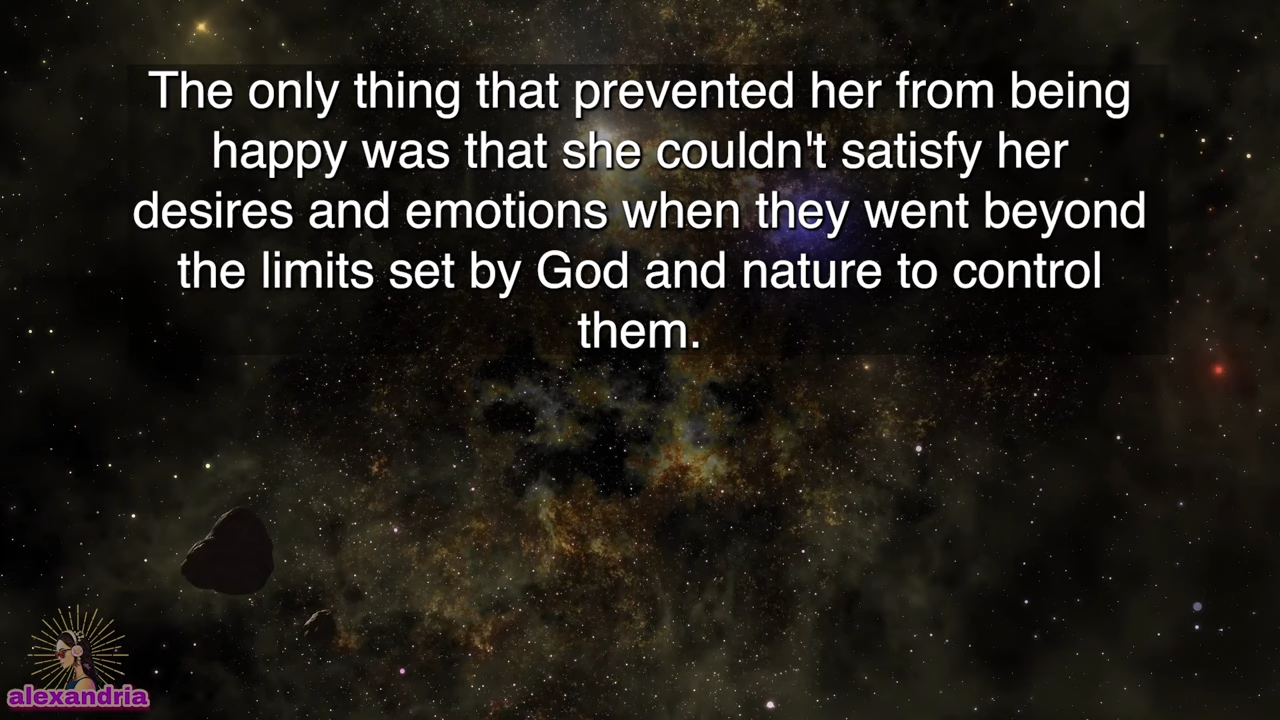 The only thing that prevented her from being
happy was that she couldn't satisfy her
desires and emotions when they went beyond
the limits set by God and nature to control
them.
alexandria